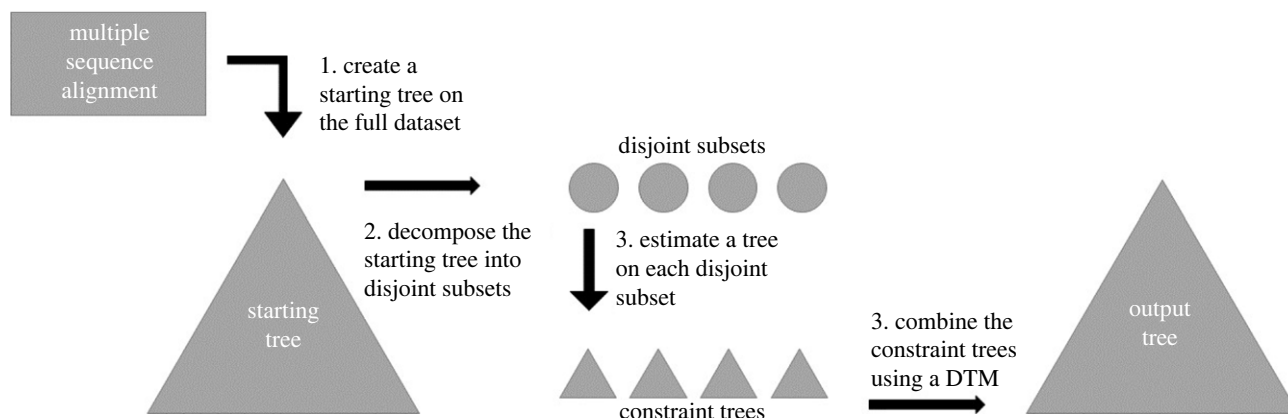 multiple
sequence
alignment
1. create a
starting tree on
the full dataset
starting
tree
2. decompose the
starting tree into
disjoint subsets
disjoint subsets
3. estimate a tree
on each disjoint
subset
constraint trees
3. combine the
constraint trees
using a DTM
output
tree